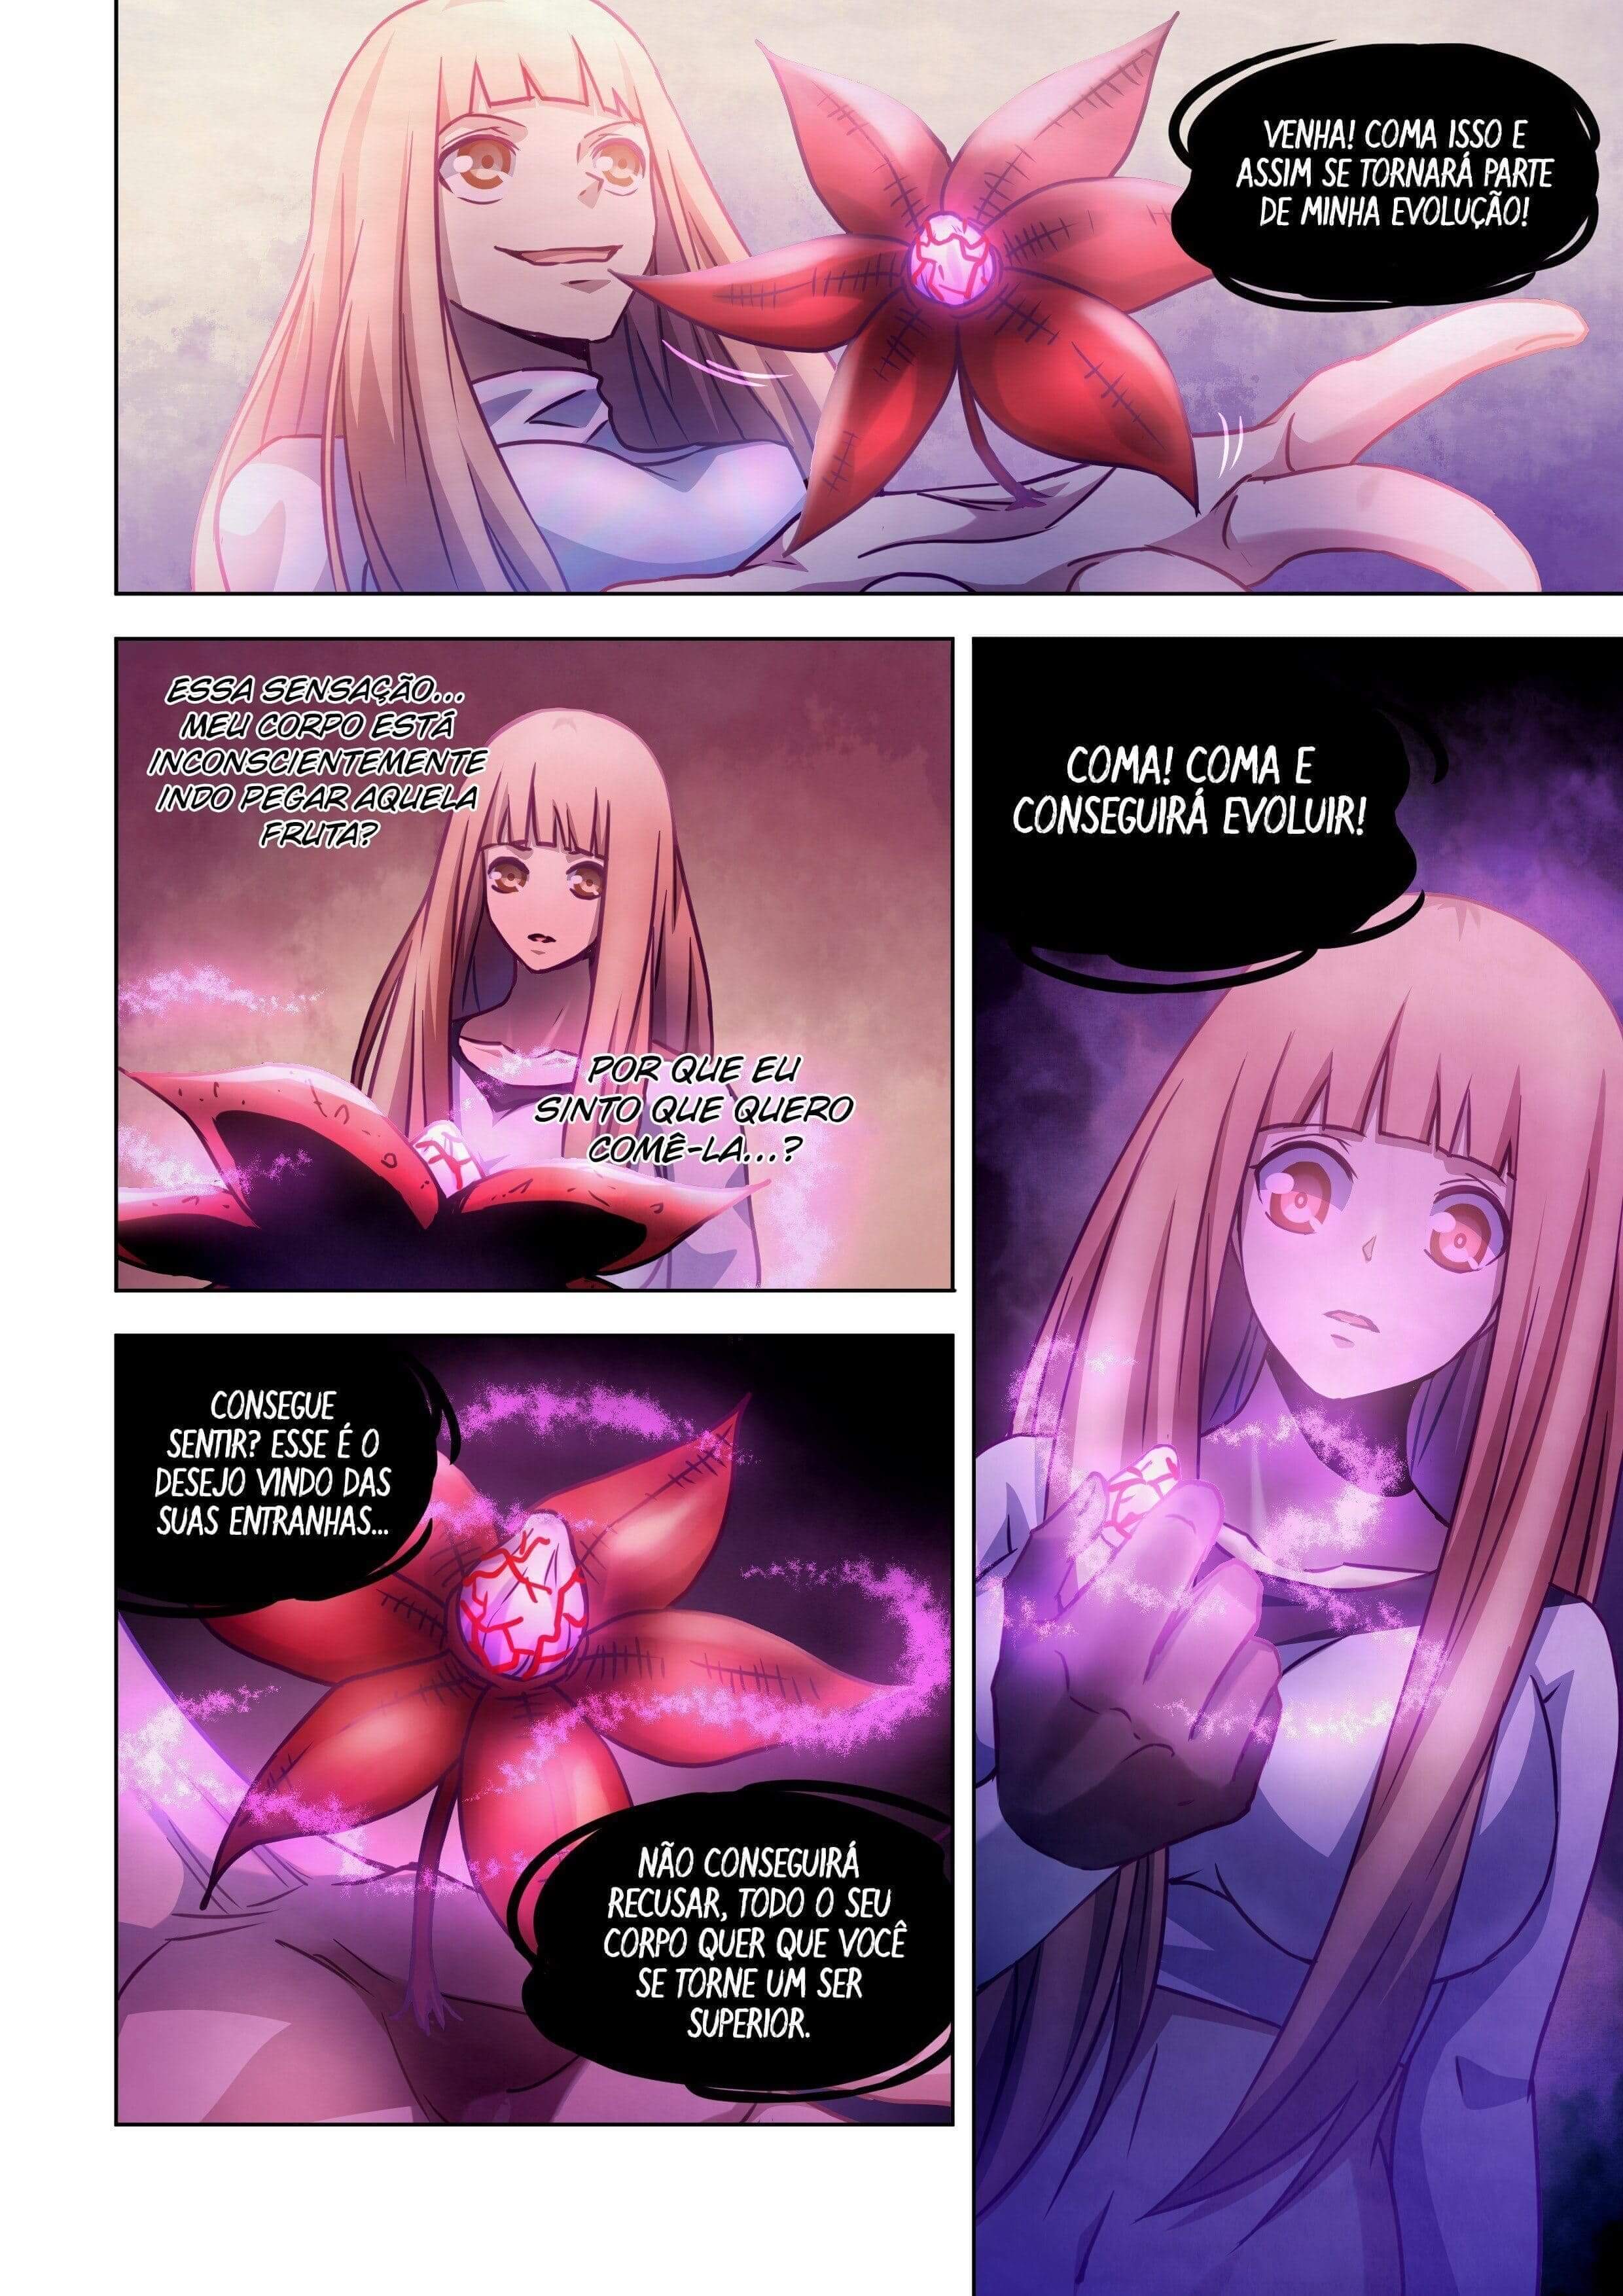 VENHA! COMA ISSO E
ASSIM SE TORNARÁ PARTE
DE MINHA EVOLUÇÃO!
ESSA SENSAÇÃO...
MEU CORPO ESTÁ
INCONSCIENTEMENTE
INDO PEGAR AQUELA
FRUTA?
POR QUE EU
SINTO QUE QUERO
COMÊ-LA...?
CONSEGUE
SENTIR? ESSE É O
DESEJO VINDO DAS
SUAS ENTRANHAS...
NÃO CONSEGUIRÁ
RECUSAR, TODO O SEU
CORPO QUER QUE VOCÊ
SE TORNE UM SER
SUPERIOR.
COMA! COMA E
CONSEGUIRÁ EVOLUIR!